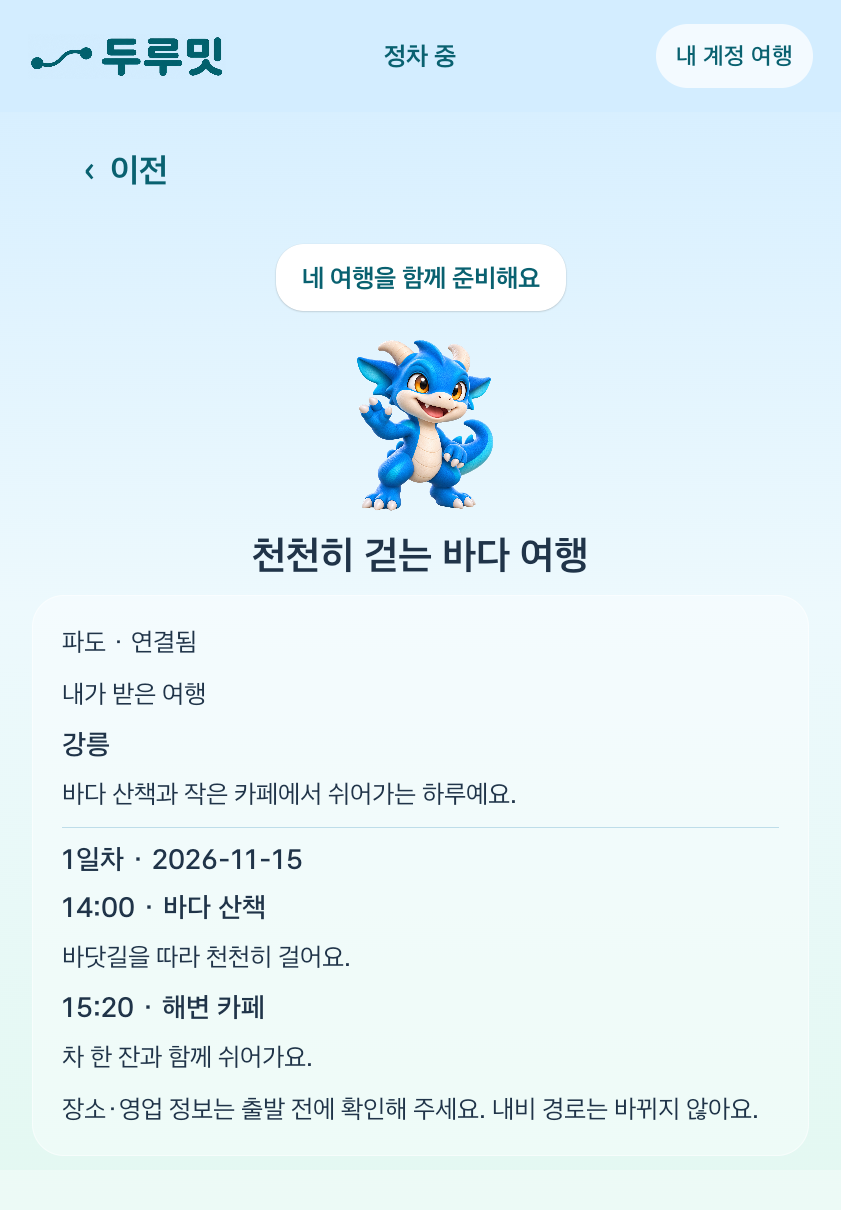 두루밋
정차 중
내 계정 여행
‹ 이전
네 여행을 함께 준비해요
천천히 걷는 바다 여행
파도 · 연결됨
내가 받은 여행
강릉
바다 산책과 작은 카페에서 쉬어가는 하루예요.
1일차 · 2026-11-15
14:00 · 바다 산책
바닷길을 따라 천천히 걸어요.
15:20 · 해변 카페
차 한 잔과 함께 쉬어가요.
장소·영업 정보는 출발 전에 확인해 주세요. 내비 경로는 바뀌지 않아요.